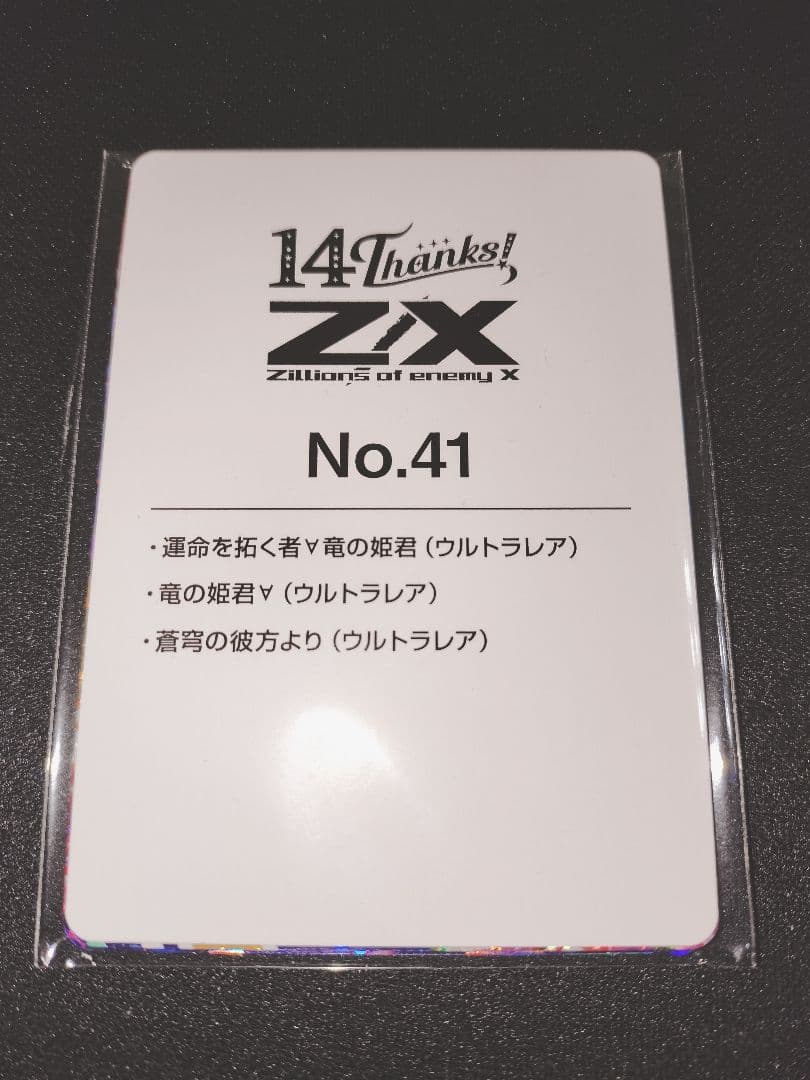 14 Thanks!
Z/X
Zillions of enemy X
No.41
・運命を拓く者∀竜の姫君(ウルトラレア)
・竜の姫君∀(ウルトラレア)
・蒼穹の彼方より(ウルトラレア)